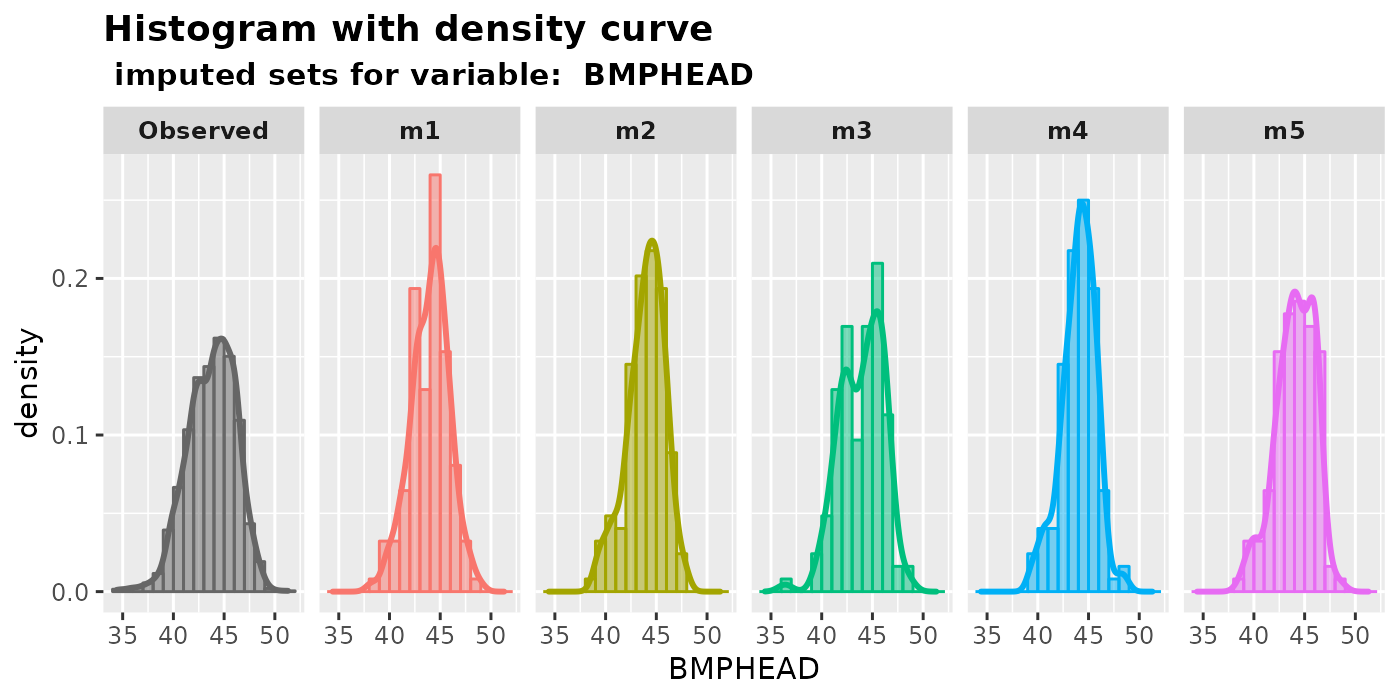 Histogram with density curve
imputed sets for variable:  BMPHEAD
Observed m1 m2 m3 m4 m5
density
0.2
0.1
0.0
35 40 45 50 35 40 45 50 35 40 45 50 35 40 45 50 35 40 45 50 35 40 45 50
BMPHEAD